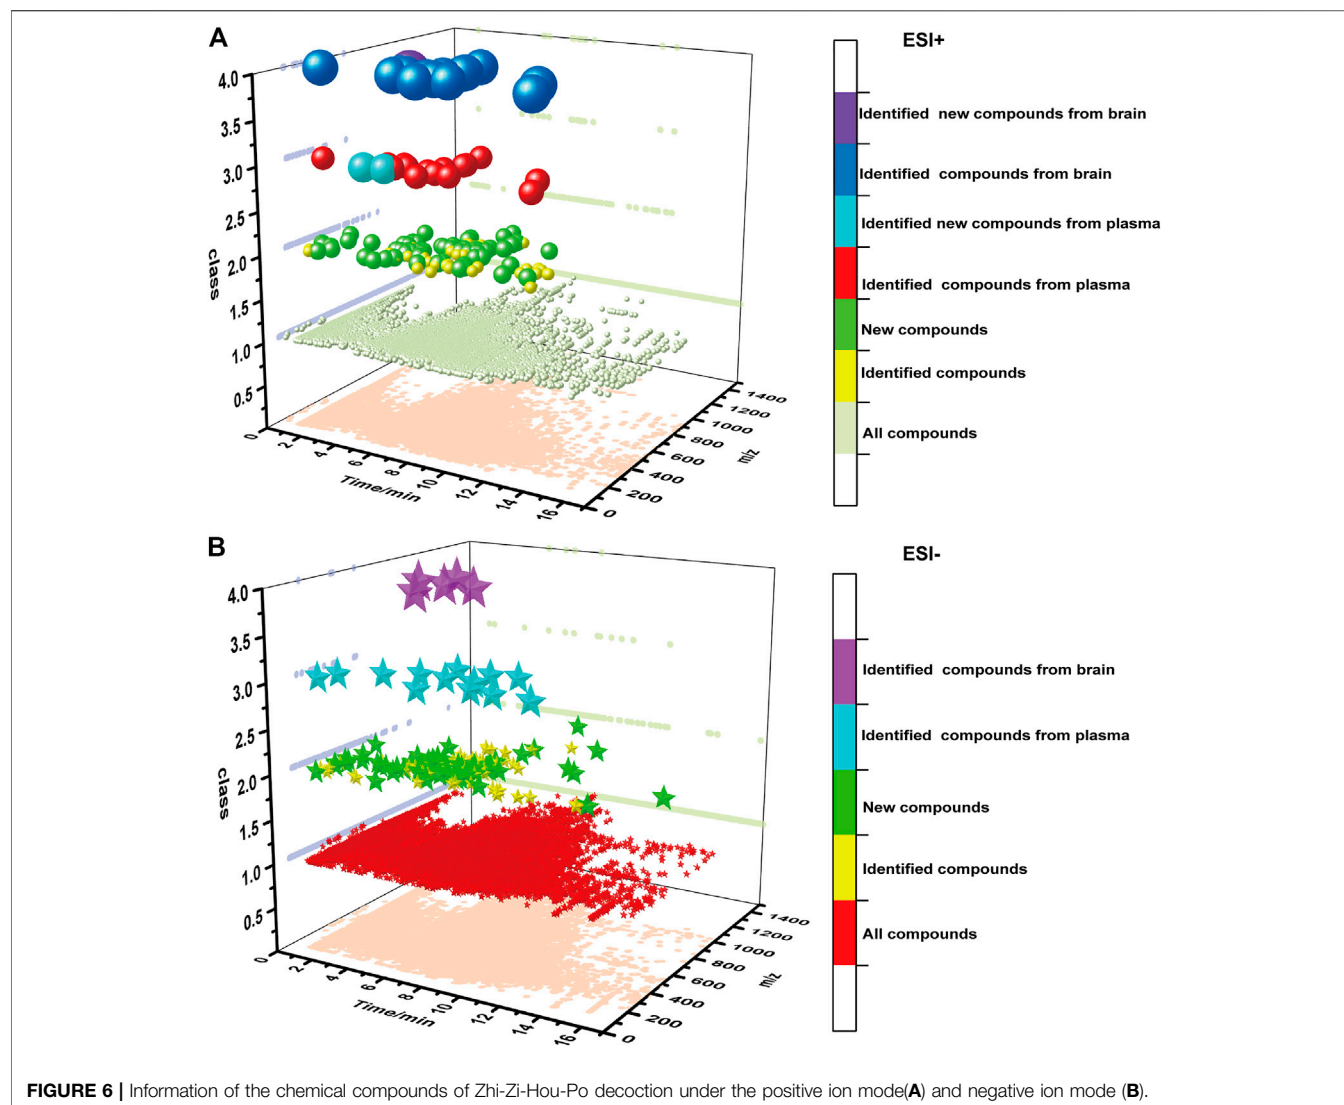 A
ESI+
4.0
3.5
3.0
2.5
2.0
1.5
1.0
0.5
class
0
2
4
6
8
10
12
14
16
Time/min
0
200
400
600
800
1000
1200
1400
m/z
Identified new compounds from brain
Identified compounds from brain
Identified new compounds from plasma
Identified compounds from plasma
New compounds
Identified compounds
All compounds
B
ESI-
4.0
3.5
3.0
2.5
2.0
1.5
1.0
0.5
class
0
2
4
6
8
10
12
14
16
Time/min
0
200
400
600
800
1000
1200
1400
m/z
Identified compounds from brain
Identified compounds from plasma
New compounds
Identified compounds
All compounds
FIGURE 6 | Information of the chemical compounds of Zhi-Zi-Hou-Po decoction under the positive ion mode(A) and negative ion mode (B).